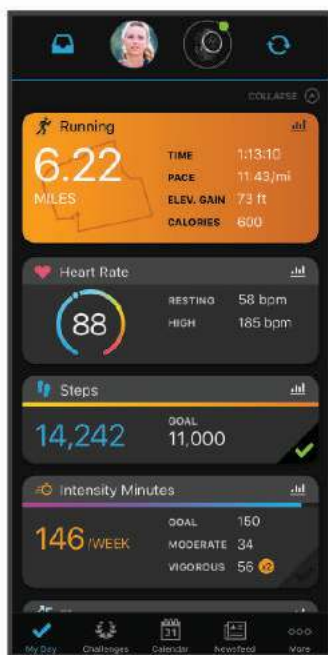 COLLAPSE
Running
6.22
MILES
TIME 1:13:10
PACE 11:43/mi
ELEV. GAIN 73 ft
CALORIES 600
Heart Rate
88
RESTING 58 bpm
HIGH 185 bpm
Steps
14,242
GOAL
11,000
Intensity Minutes
146 /WEEK
GOAL 150
MODERATE 34
VIGOROUS 56 x2
31
My Day Challenges Calendar Newsfeed More